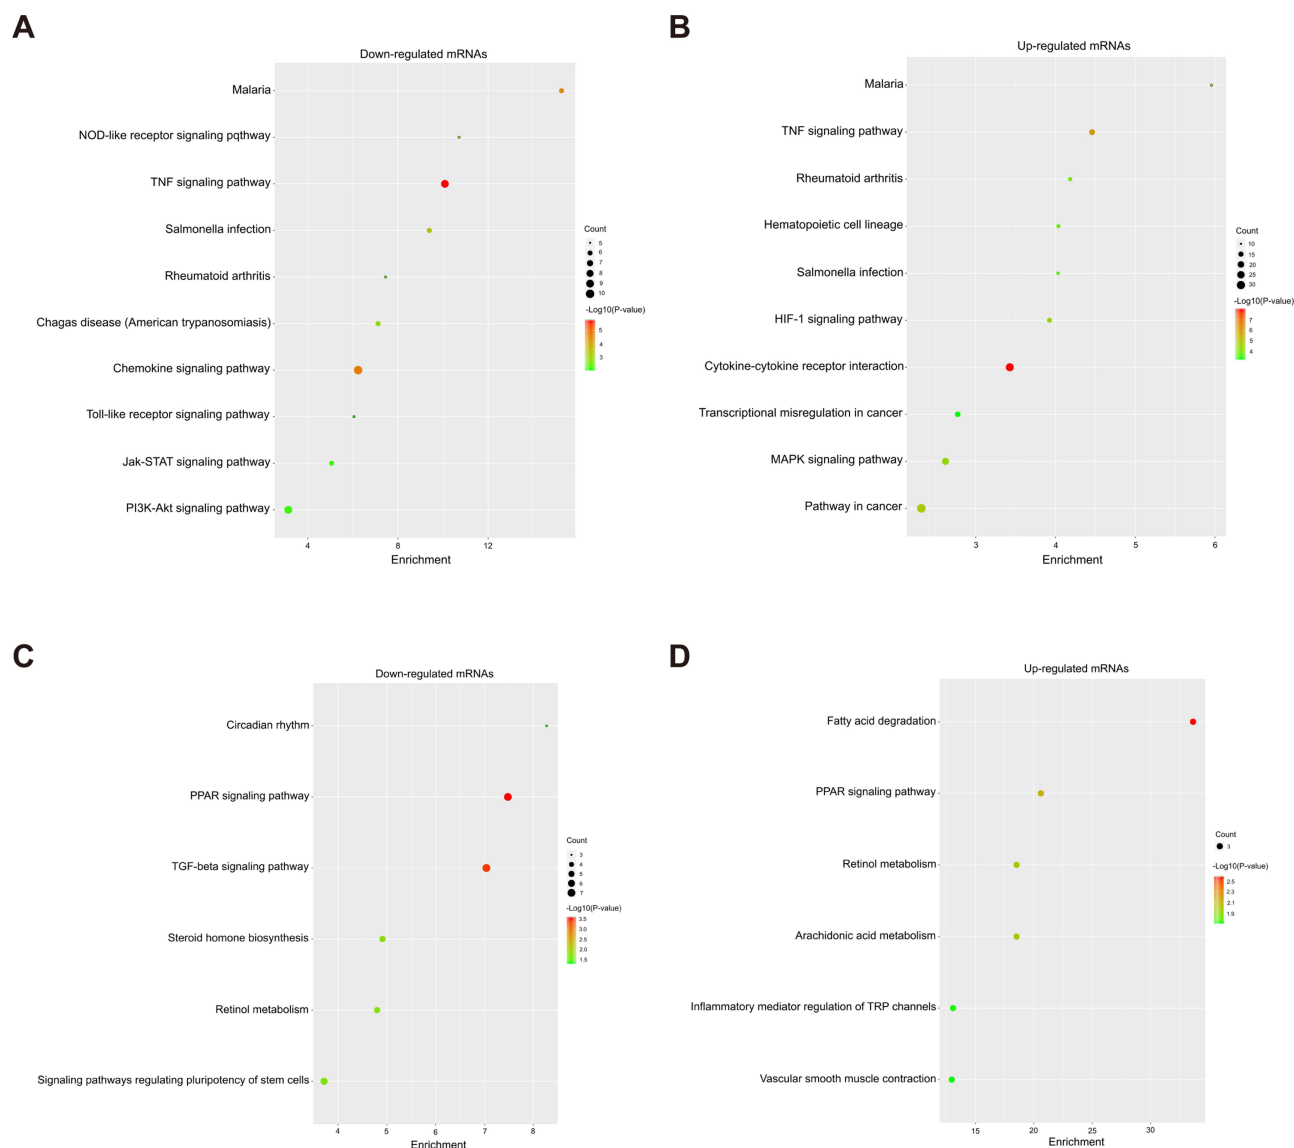 A
Down-regulated mRNAs
Malaria
NOD-like receptor signaling pqthway
TNF signaling pathway
Salmonella infection
Rheumatoid arthritis
Chagas disease (American trypanosomiasis)
Chemokine signaling pathway
Toll-like receptor signaling pathway
Jak-STAT signaling pathway
PI3K-Akt signaling pathway
4 8 12
Enrichment
Count
5
6
7
8
9
10
-Log10(P-value)
5
4
3
B
Up-regulated mRNAs
Malaria
TNF signaling pathway
Rheumatoid arthritis
Hematopoietic cell lineage
Salmonella infection
HIF-1 signaling pathway
Cytokine-cytokine receptor interaction
Transcriptional misregulation in cancer
MAPK signaling pathway
Pathway in cancer
3 4 5 6
Enrichment
Count
10
15
20
25
30
-Log10(P-value)
7
6
5
4
C
Down-regulated mRNAs
Circadian rhythm
PPAR signaling pathway
TGF-beta signaling pathway
Steroid homone biosynthesis
Retinol metabolism
Signaling pathways regulating pluripotency of stem cells
4 5 6 7 8
Enrichment
Count
3
4
5
6
7
-Log10(P-value)
3.5
3.0
2.5
2.0
1.5
D
Up-regulated mRNAs
Fatty acid degradation
PPAR signaling pathway
Retinol metabolism
Arachidonic acid metabolism
Inflammatory mediator regulation of TRP channels
Vascular smooth muscle contraction
15 20 25 30
Enrichment
Count
3
-Log10(P-value)
2.5
2.3
2.1
1.9